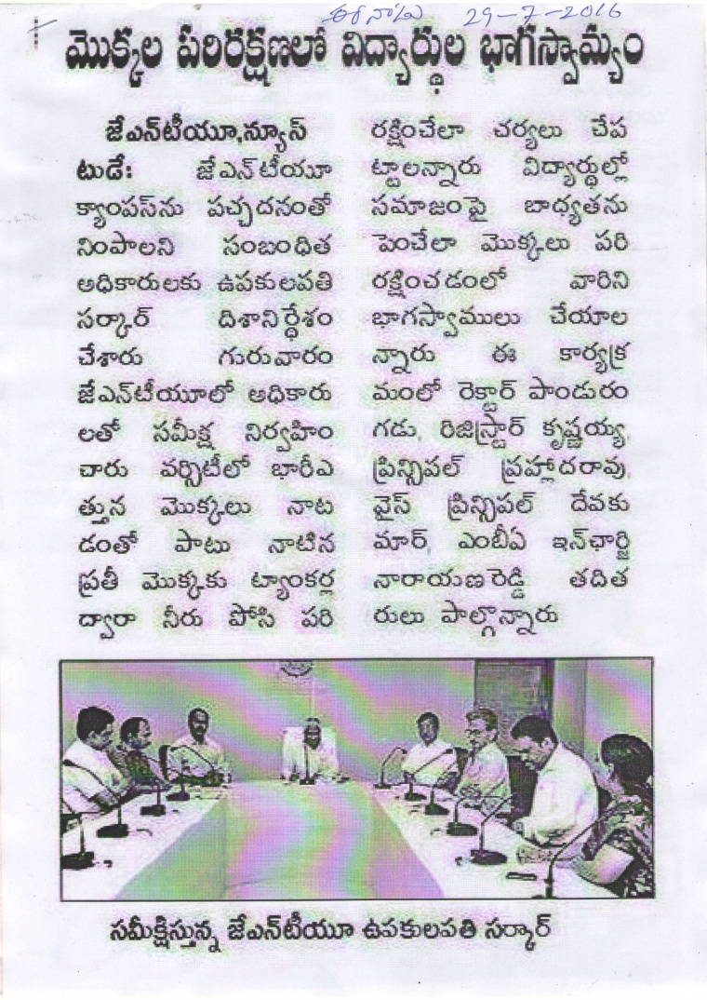 ఈనాడు 29-7-2016
మొక్కల పరిరక్షణలో విద్యార్థుల భాగస్వామ్యం
జేఎన్‌టీయూ,న్యూస్
టుడే: జేఎన్‌టీయూ
క్యాంపస్‌ను పచ్చదనంతో
నింపాలని సంబంధిత
అధికారులకు ఉపకులపతి
సర్కార్ దిశానిర్ధేశం
చేశారు గురువారం
జేఎన్‌టీయూలో అధికారు
లతో సమీక్ష నిర్వహిం
చారు వర్సిటీలో భారీఎ
త్తున మొక్కలు నాట
డంతో పాటు నాటిన
ప్రతీ మొక్కకు ట్యాంకర్ల
ద్వారా నీరు పోసి పరి
రక్షించేలా చర్యలు చేప
ట్టాలన్నారు విద్యార్థుల్లో
సమాజంపై బాధ్యతను
పెంచేలా మొక్కలు పరి
రక్షించడంలో వారిని
భాగస్వాములు చేయాల
న్నారు ఈ కార్యక్ర
మంలో రెక్టార్ పాండురం
గడు, రిజిస్ట్రార్ కృష్ణయ్య,
ప్రిన్సిపల్ ప్రహ్లాదరావు,
వైస్ ప్రిన్సిపల్ దేవకు
మార్, ఎంబీఏ ఇన్‌ఛార్జి
నారాయణరెడ్డి తదిత
రులు పాల్గొన్నారు
సమీక్షిస్తున్న జేఎన్‌టీయూ ఉపకులపతి సర్కార్